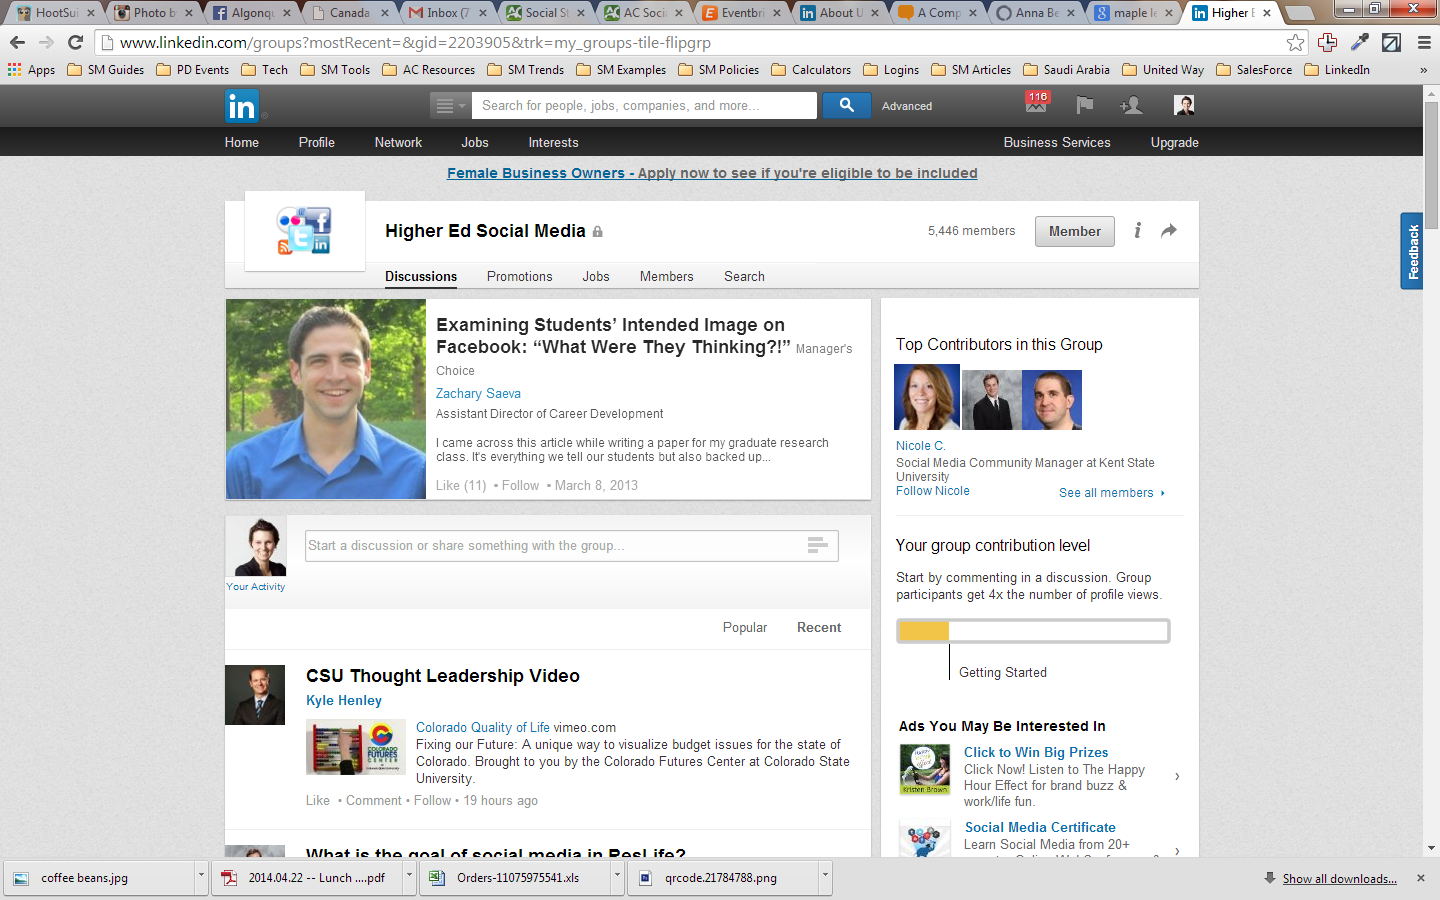 HootSui
Photo b
Algonqu
Canada
Inbox (7
Social St
AC Soci
Eventbri
About U
A Comp
Anna Be
maple le
Higher E
www.linkedin.com/groups?mostRecent=&gid=2203905&trk=my_groups-tile-flipgrp
Apps SM Guides PD Events Tech SM Tools AC Resources SM Trends SM Examples SM Policies Calculators Logins SM Articles Saudi Arabia United Way SalesForce LinkedIn »
in Search for people, jobs, companies, and more... Advanced 116
Home Profile Network Jobs Interests Business Services Upgrade
Female Business Owners - Apply now to see if you're eligible to be included
Higher Ed Social Media
5,446 members Member i
Discussions Promotions Jobs Members Search
Feedback
Examining Students’ Intended Image on
Facebook: “What Were They Thinking?!” Manager's
Choice
Zachary Saeva
Assistant Director of Career Development
I came across this article while writing a paper for my graduate research
class. It's everything we tell our students but also backed up...
Like (11) • Follow • March 8, 2013
Start a discussion or share something with the group...
Your Activity
Popular Recent
CSU Thought Leadership Video
Kyle Henley
COLORADO
FUTURES
CENTER
Colorado Quality of Life vimeo.com
Fixing our Future: A unique way to visualize budget issues for the state of
Colorado. Brought to you by the Colorado Futures Center at Colorado State
University.
Like • Comment • Follow • 19 hours ago
What is the goal of social media in ResLife?
Top Contributors in this Group
Nicole C.
Social Media Community Manager at Kent State
University
Follow Nicole See all members
Your group contribution level
Start by commenting in a discussion. Group
participants get 4x the number of profile views.
Getting Started
Ads You May Be Interested In
Kristen Brown
Click to Win Big Prizes
Click Now! Listen to The Happy
Hour Effect for brand buzz &
work/life fun.
Social Media Certificate
Learn Social Media from 20+
coffee beans.jpg
2014.04.22 -- Lunch ....pdf
Orders-11075975541.xls
qrcode.21784788.png
Show all downloads...